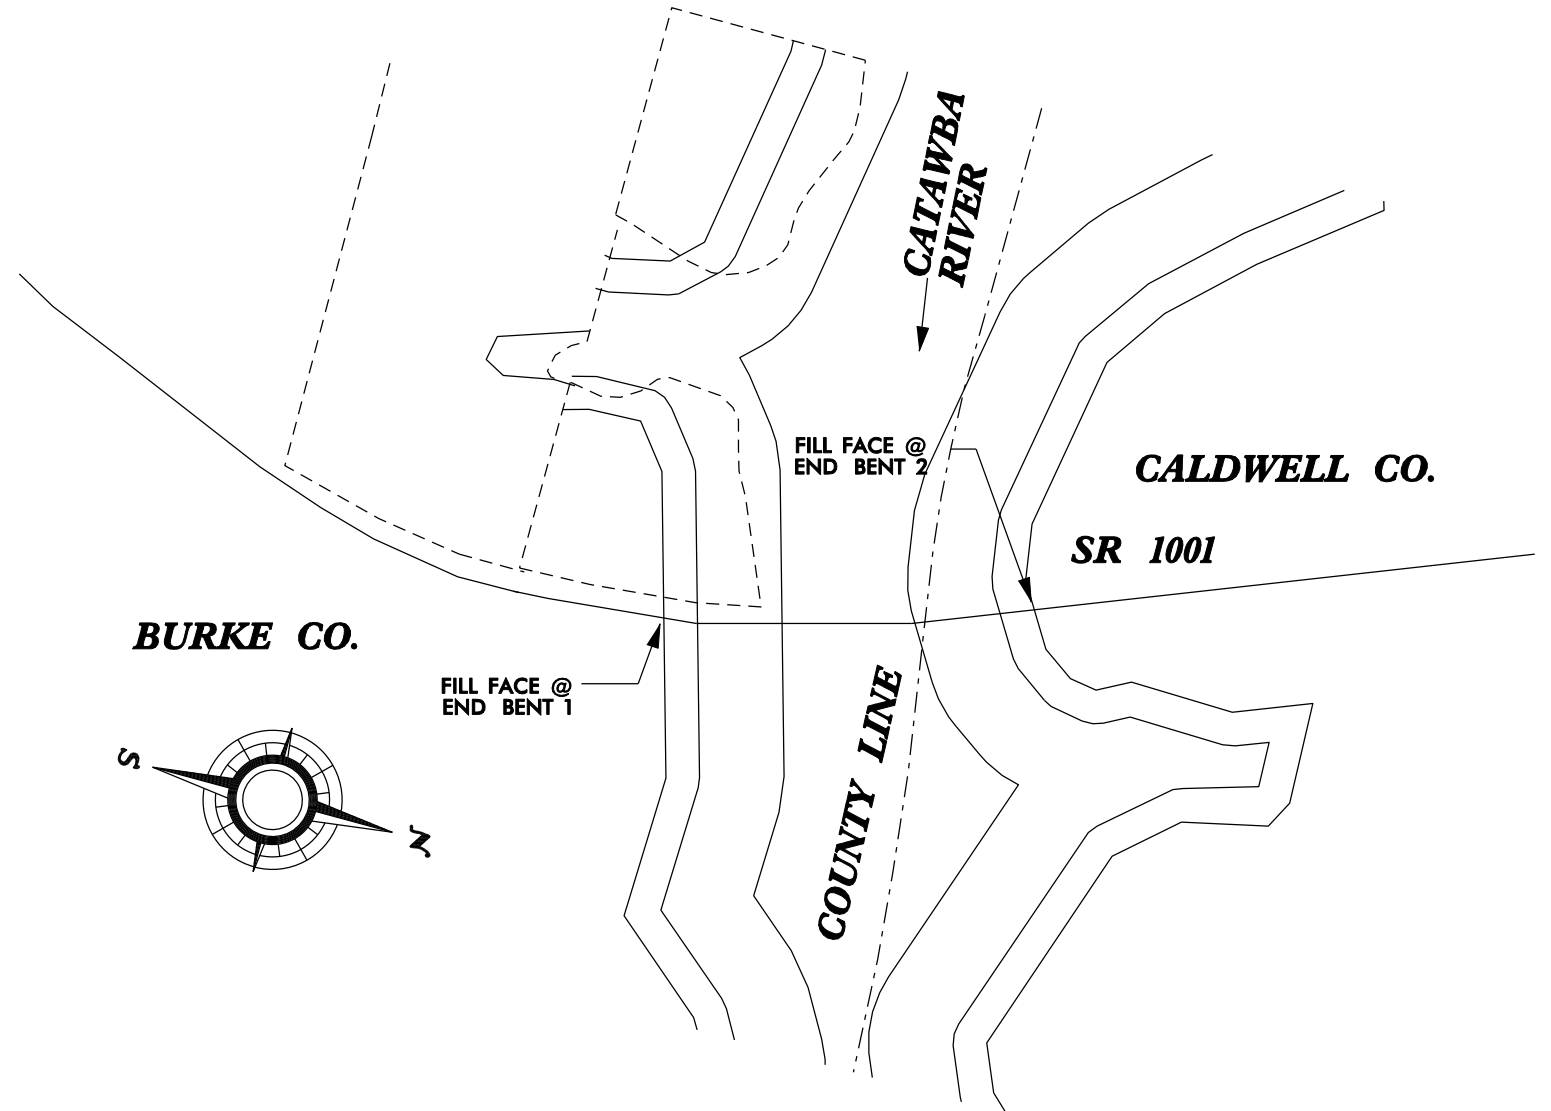 CATAWBA
RIVER
FILL FACE @
END BENT 2
CALDWELL CO.
SR 1001
BURKE CO.
FILL FACE @
END BENT 1
COUNTY LINE
S
N